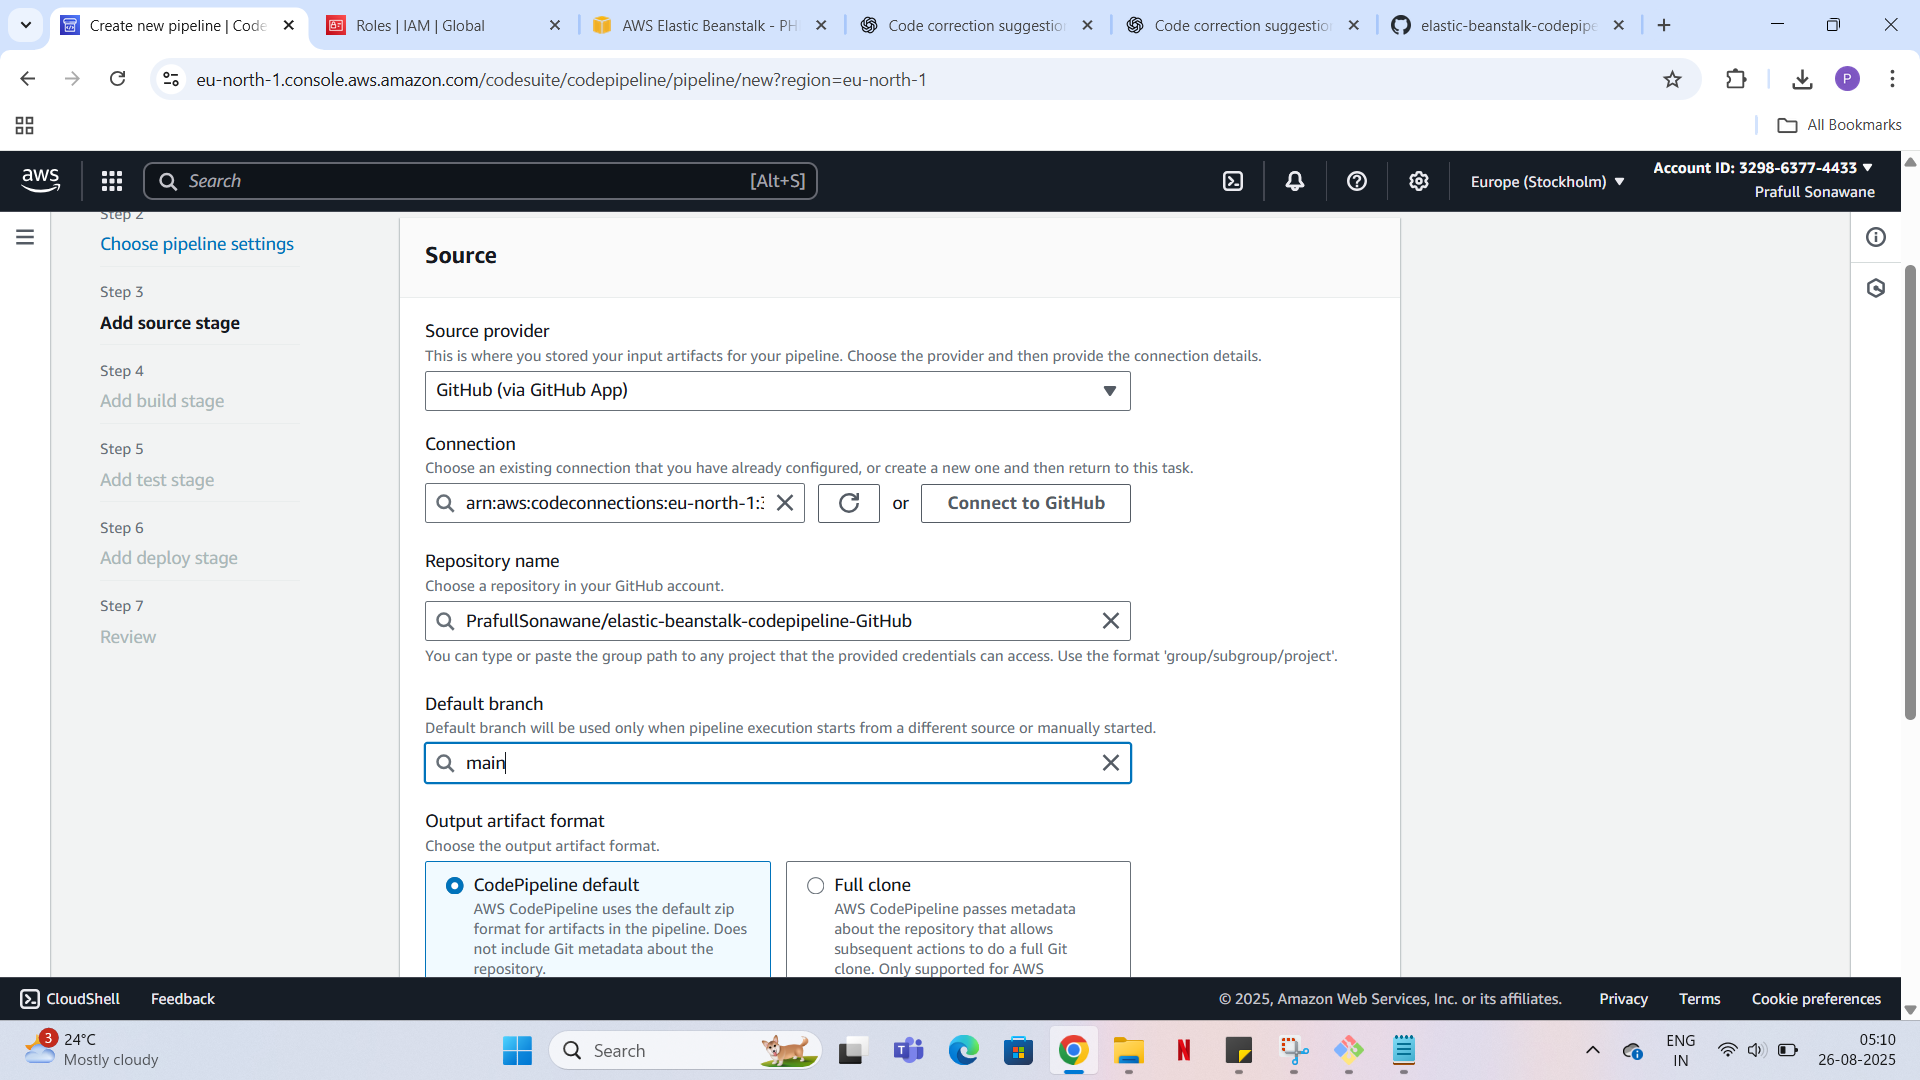 Create new pipeline | Code
Roles | IAM | Global
AWS Elastic Beanstalk - PH
Code correction suggestion
Code correction suggestion
elastic-beanstalk-codepipe
eu-north-1.console.aws.amazon.com/codesuite/codepipeline/pipeline/new?region=eu-north-1
P
All Bookmarks
aws
Search
[Alt+S]
Europe (Stockholm)
Account ID: 3298-6377-4433
Prafull Sonawane
Step 2
Choose pipeline settings
Step 3
Add source stage
Step 4
Add build stage
Step 5
Add test stage
Step 6
Add deploy stage
Step 7
Review
Source
Source provider
This is where you stored your input artifacts for your pipeline. Choose the provider and then provide the connection details.
GitHub (via GitHub App)
Connection
Choose an existing connection that you have already configured, or create a new one and then return to this task.
arn:aws:codeconnections:eu-north-1:3
or
Connect to GitHub
Repository name
Choose a repository in your GitHub account.
PrafullSonawane/elastic-beanstalk-codepipeline-GitHub
You can type or paste the group path to any project that the provided credentials can access. Use the format 'group/subgroup/project'.
Default branch
Default branch will be used only when pipeline execution starts from a different source or manually started.
main
Output artifact format
Choose the output artifact format.
CodePipeline default
AWS CodePipeline uses the default zip
format for artifacts in the pipeline. Does
not include Git metadata about the
repository.
Full clone
AWS CodePipeline passes metadata
about the repository that allows
subsequent actions to do a full Git
clone. Only supported for AWS
CloudShell
Feedback
© 2025, Amazon Web Services, Inc. or its affiliates.
Privacy
Terms
Cookie preferences
3
24°C
Mostly cloudy
Search
N
ENG
IN
05:10
26-08-2025